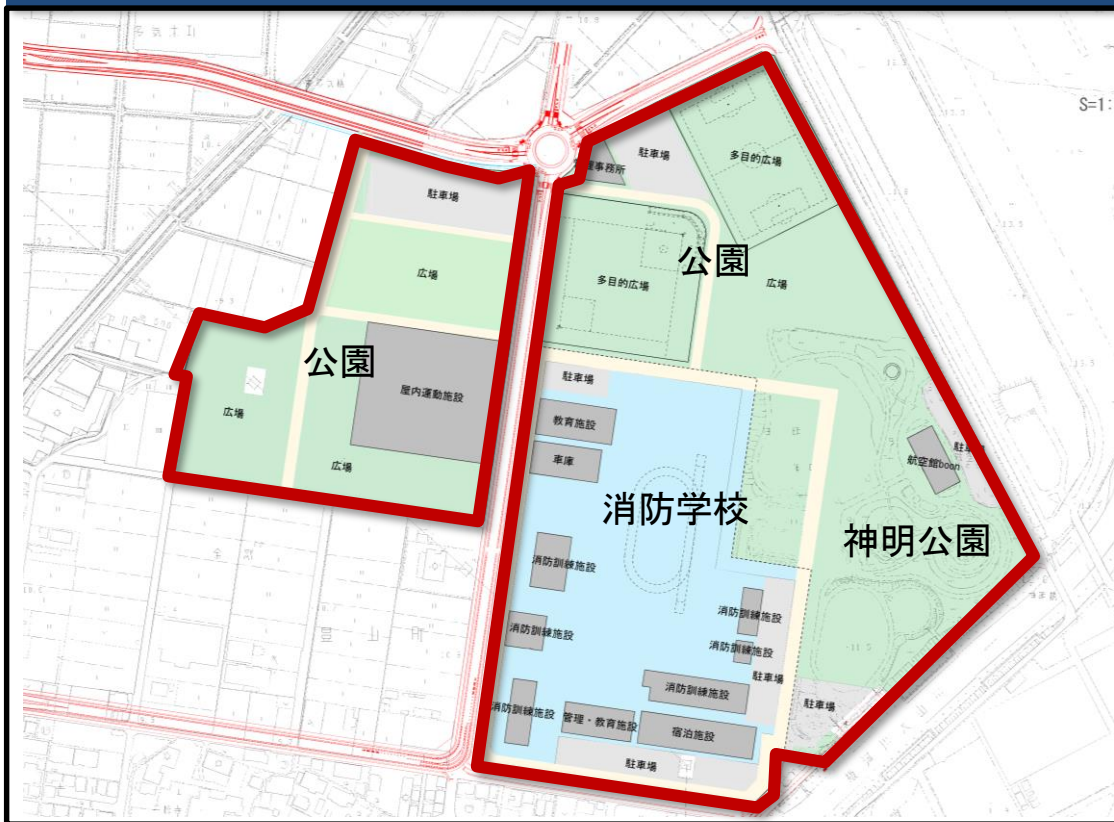 S=1:
駐車場
理事務所
多目的広場
駐車場
公園
広場
多目的広場
広場
公園
駐車場
屋内運動施設
広場
教育施設
車庫
広場
駐車場
航空館boon
消防学校
神明公園
消防訓練施設
消防訓練施設
消防訓練施設
消防訓練施設
駐車場
消防訓練施設
消防訓練施設
管理・教育施設
宿泊施設
駐車場
駐車場